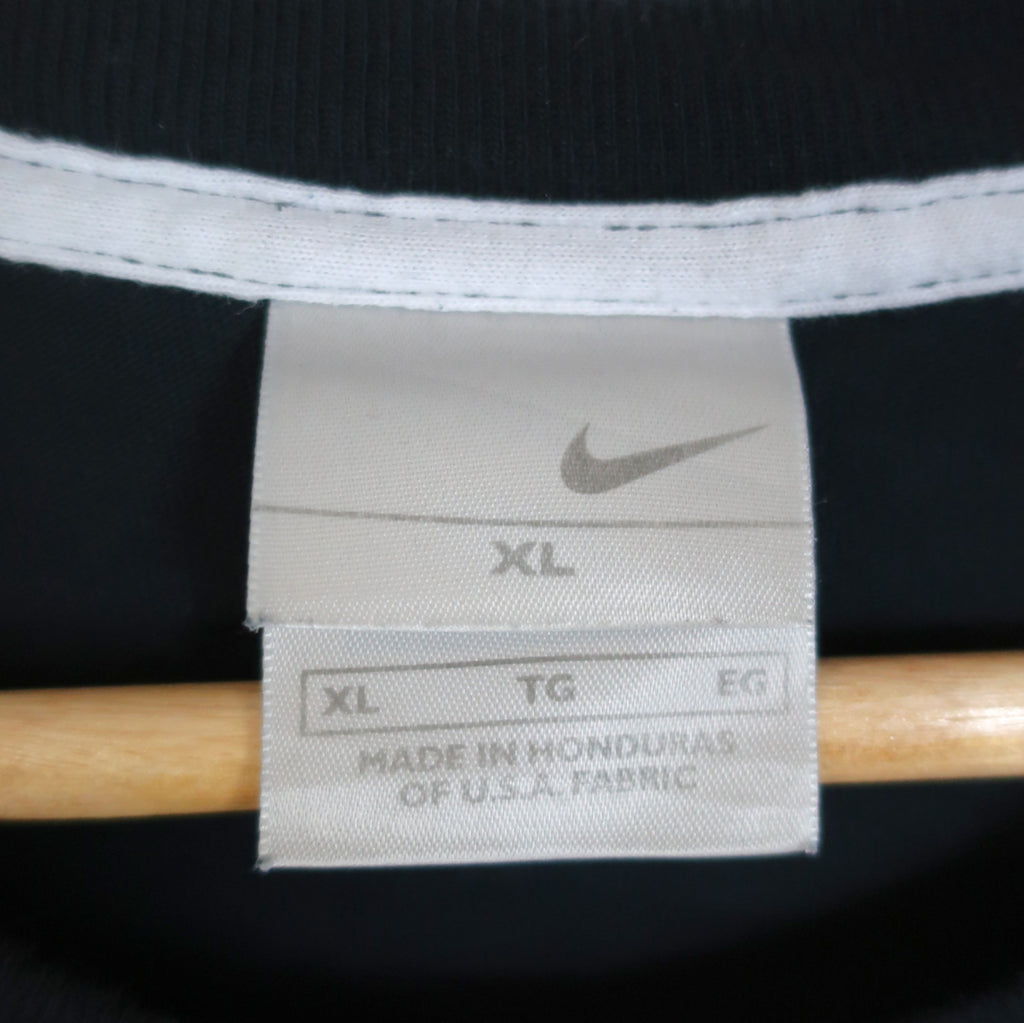 XL
XL TG EG
MADE IN HONDURAS
OF U.S.A. FABRIC